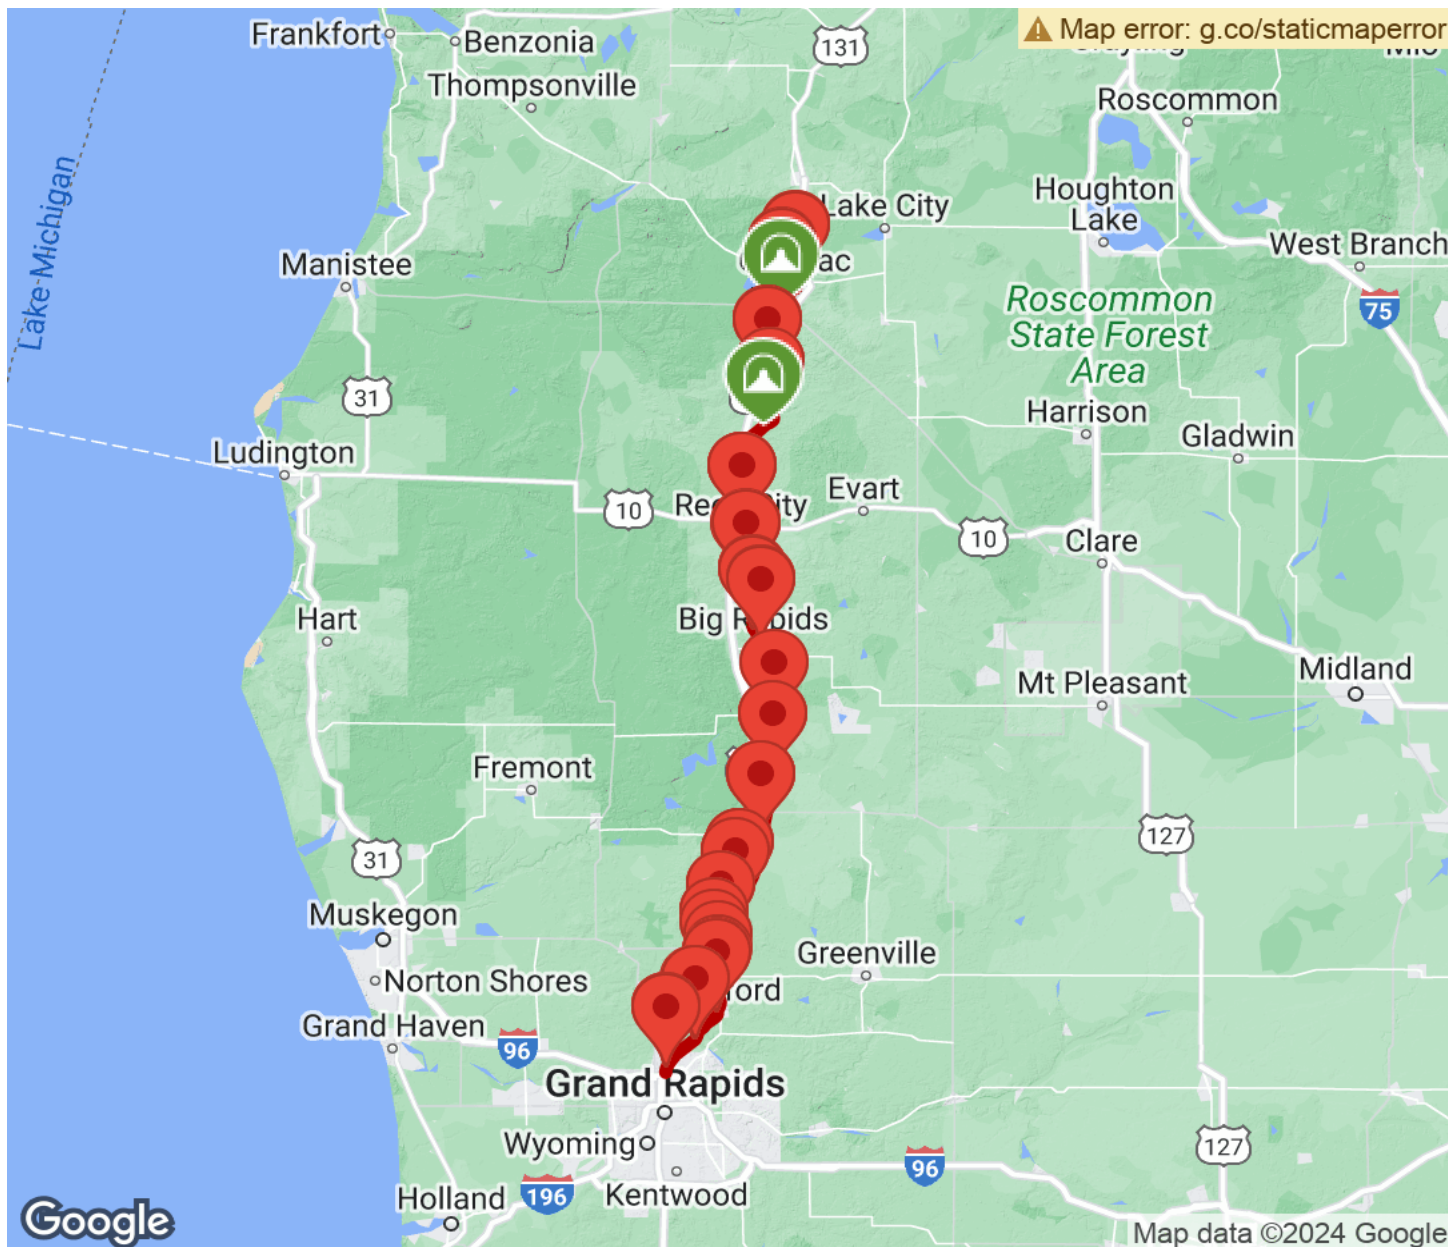 Frankfort
Benzonia
131
Map error: g.co/staticmaperror
Thompsonville
Roscommon
Lake Michigan
Houghton
Lake
Lake City
West Branch
Manistee
75
Roscommon
State Forest
Area
31
Harrison
Gladwin
Ludington
10
Evart
10
Clare
Hart
Big Rapids
Midland
Mt Pleasant
Fremont
127
31
Muskegon
Greenville
Norton Shores
Grand Haven
96
Grand Rapids
Wyoming
127
96
196
Kentwood
Holland
Google
Map data ©2024 Google